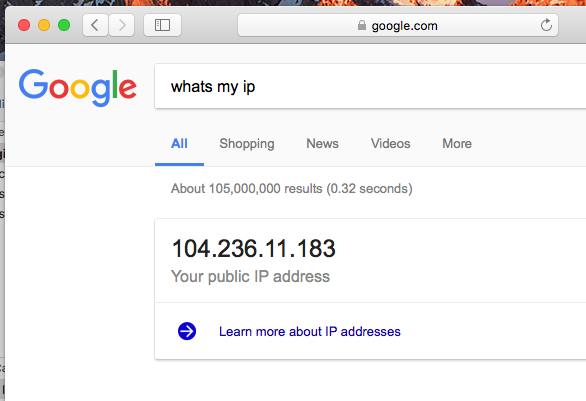 google.com
Google
whats my ip
All Shopping News Videos More
About 105,000,000 results (0.32 seconds)
104.236.11.183
Your public IP address
Learn more about IP addresses